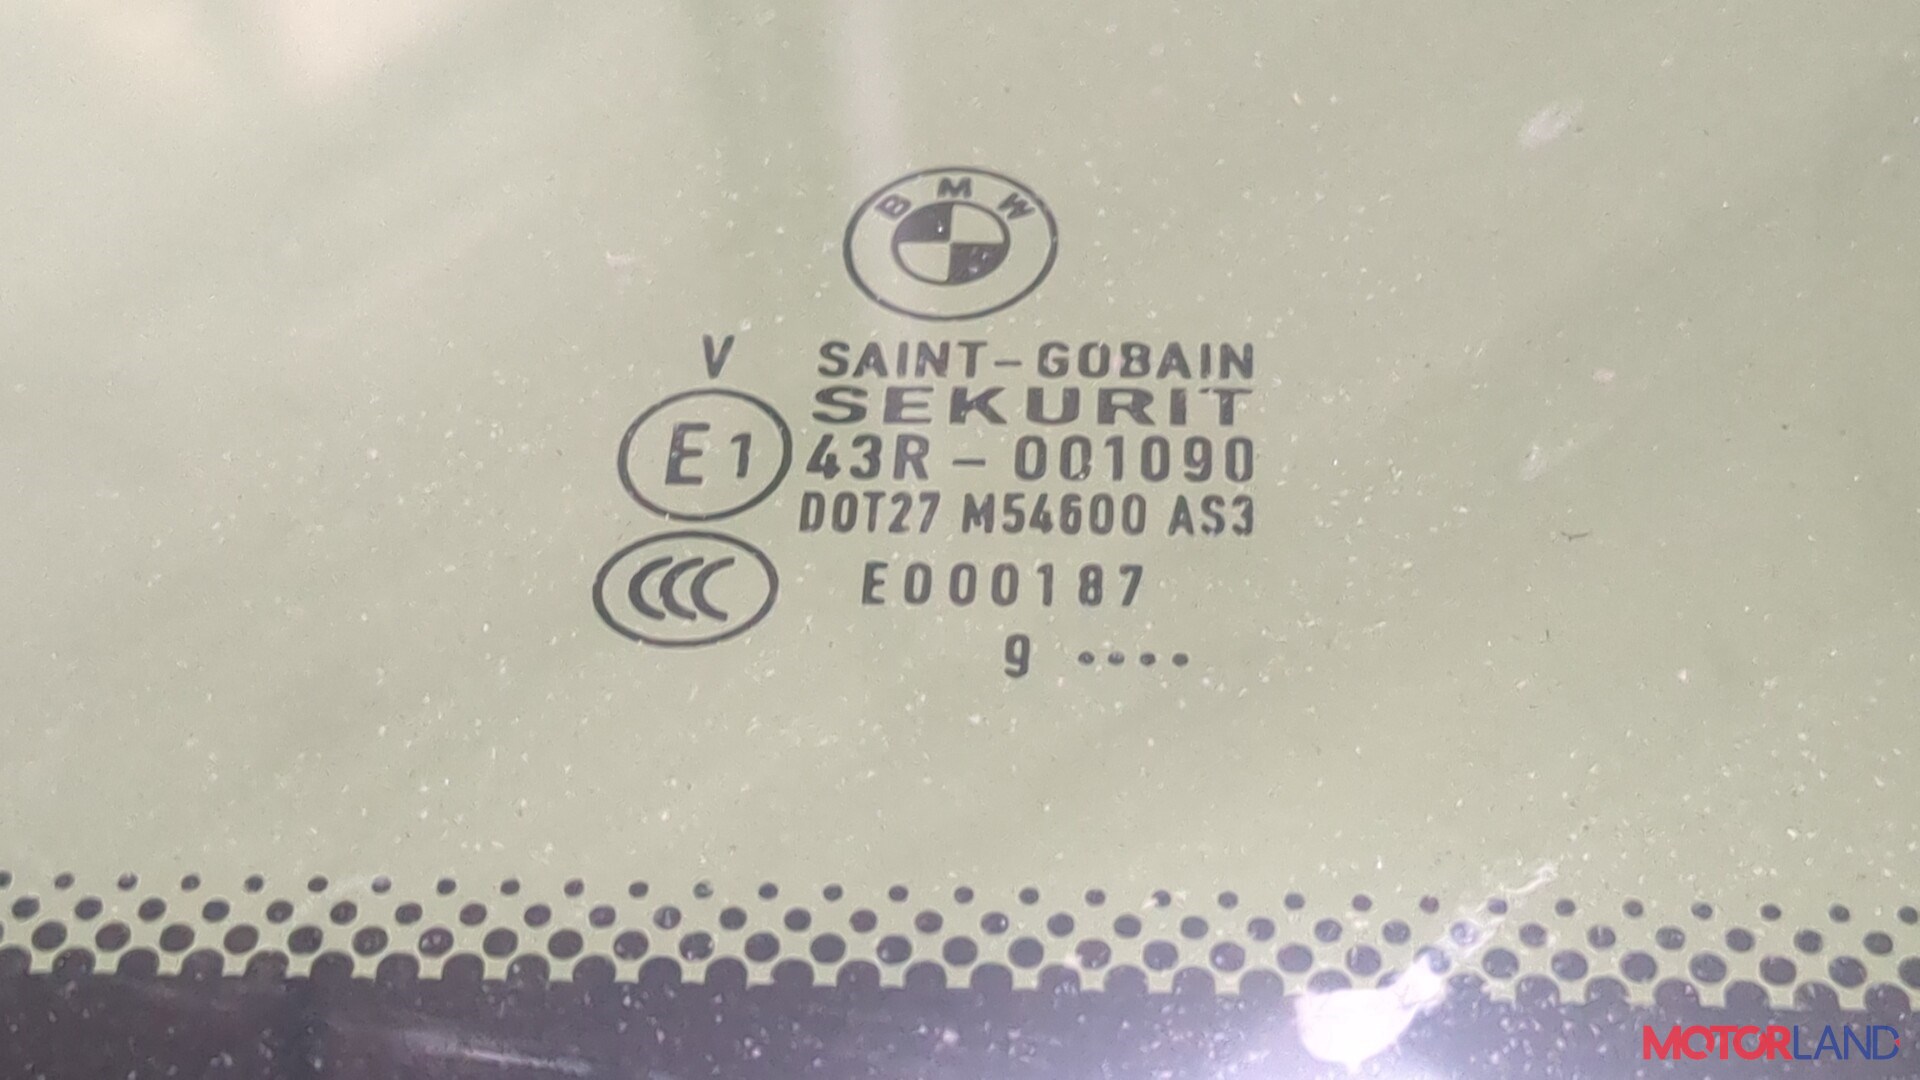 BMW
V SAINT-GOBAIN
SEKURIT
E1 43R - 001090
DOT27 M54600 AS3
CCC E000187
9 ....
MOTORLAND